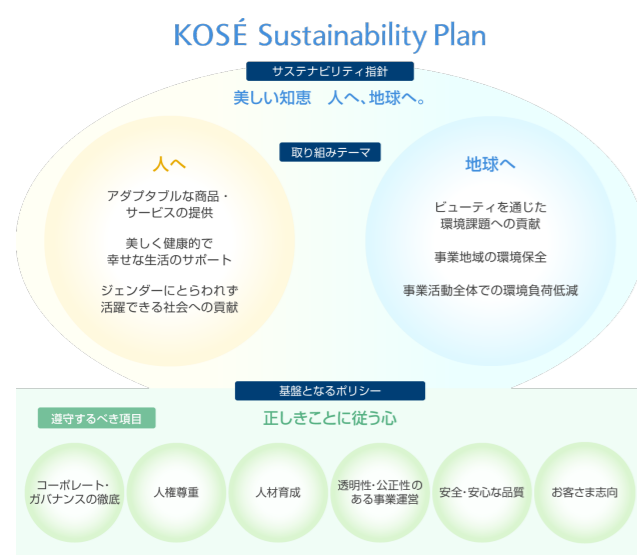 KOSÉ Sustainability Plan
サステナビリティ指針
美しい知恵　人へ、地球へ。
取り組みテーマ
人へ
アダプタブルな商品・
サービスの提供
美しく健康的で
幸せな生活のサポート
ジェンダーにとらわれず
活躍できる社会への貢献
地球へ
ビューティを通じた
環境課題への貢献
事業地域の環境保全
事業活動全体での環境負荷低減
基盤となるポリシー
遵守するべき項目
正しきことに従う心
コーポレート・
ガバナンスの徹底
人権尊重
人材育成
透明性・公正性の
ある事業運営
安全・安心な品質
お客さま志向